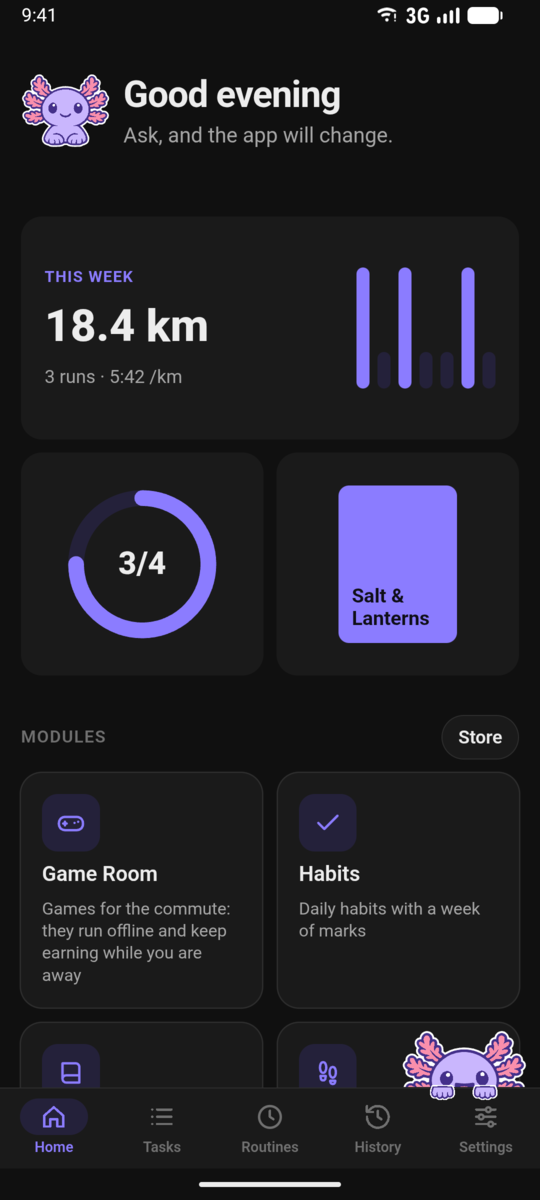 9:41
3G
Good evening
Ask, and the app will change.
THIS WEEK
18.4 km
3 runs · 5:42 /km
3/4
Salt &
Lanterns
MODULES
Store
Game Room
Games for the commute:
they run offline and keep
earning while you are
away
Habits
Daily habits with a week
of marks
Home
Tasks
Routines
History
Settings